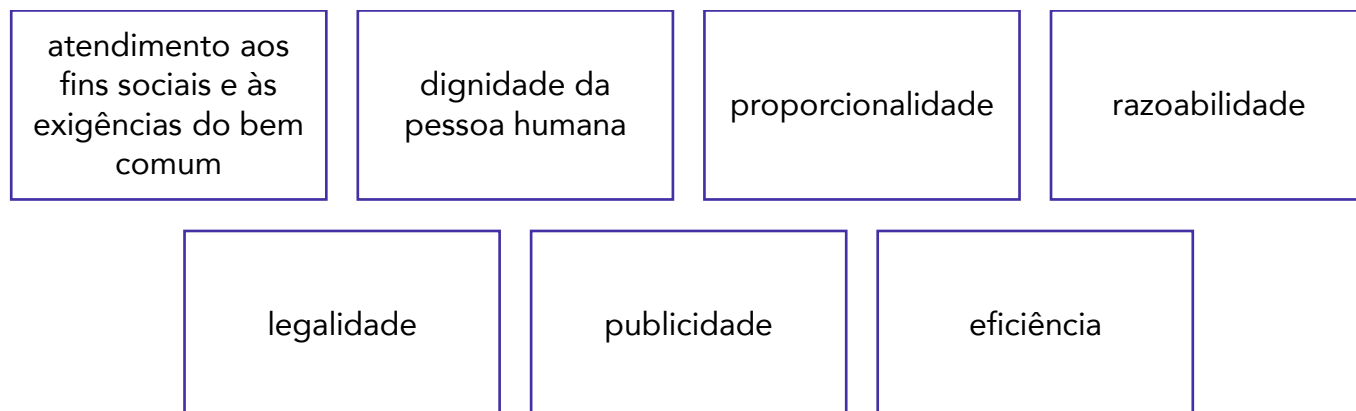 atendimento aos
fins sociais e às
exigências do bem
comum
dignidade da
pessoa humana
proporcionalidade
razoabilidade
legalidade
publicidade
eficiência